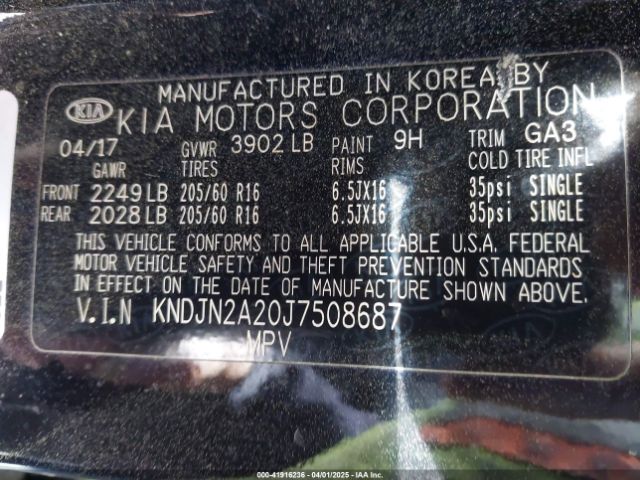 MANUFACTURED IN KOREA BY
KIA KIA MOTORS CORPORATION
04/17 GVWR 3902 LB PAINT 9H TRIM GA3
GAWR TIRES RIMS COLD TIRE INFL
FRONT 2249 LB 205/60 R16 6.5JX16 35psi SINGLE
REAR 2028 LB 205/60 R16 6.5JX16 35psi SINGLE
THIS VEHICLE CONFORMS TO ALL APPLICABLE U.S.A. FEDERAL
MOTOR VEHICLE SAFETY AND THEFT PREVENTION STANDARDS
IN EFFECT ON THE DATE OF MANUFACTURE SHOWN ABOVE.
V.I.N KNDJN2A20J7508687
MPV
000-41916236 - 04/01/2025 - IAAI.COM